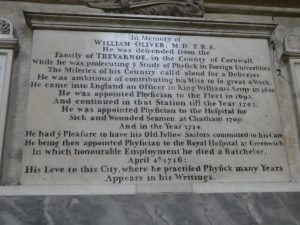 In Memory of
WILLIAM OLIVER, M.D. F.R.S.
He was descended from the
Family of TREVARNOE, in the County of Cornwall
While he was prosecuting yͤ Study of Physick in Foreign Universities,
The Miseries of his Country call'd aloud for a Deliverer.
He was ambitious of contributing his Mite to so great a Work.
He came into England an Officer in King Williams Army in 1688
He was appointed Physician to the Fleet in 1693.
And continued in that Station till the Year 1702.
He was appointed Physician to the Hospital for
Sick and Wounded Seamen at Chatham 1709:
And in the Year 1714.
He had yͤ Pleasure to have his Old Fellow Sailors committed to his Care
He being then appointed Physician to the Royal Hospital at Greenwich
In which honourable Employment he died a Batchelor,
April 4th 1716:
His Love to this City, where he practised Physick many Years
Appears in his Writings.